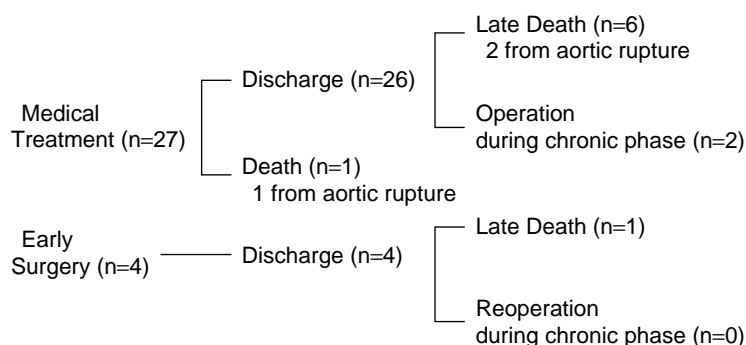 Medical
Treatment (n=27)
Discharge (n=26)
Late Death (n=6)
2 from aortic rupture
Operation
during chronic phase (n=2)
Death (n=1)
1 from aortic rupture
Early
Surgery (n=4)
Discharge (n=4)
Late Death (n=1)
Reoperation
during chronic phase (n=0)